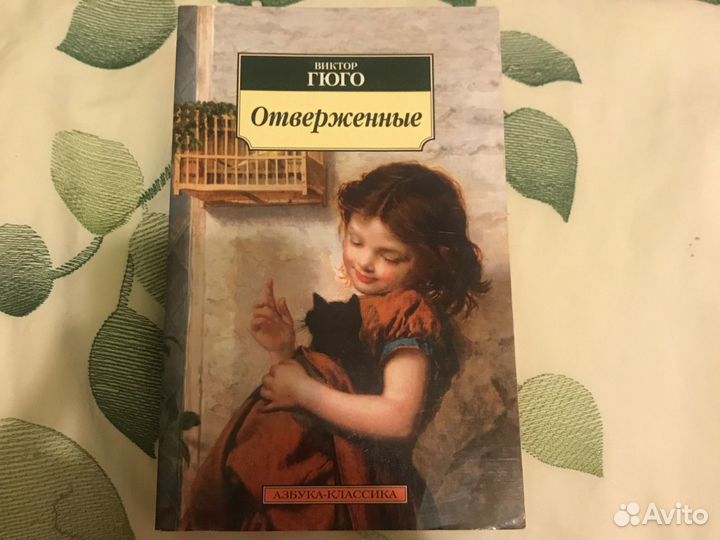 ВИКТОР
ГЮГО
Отверженные
АЗБУКА-КЛАССИКА
Avito